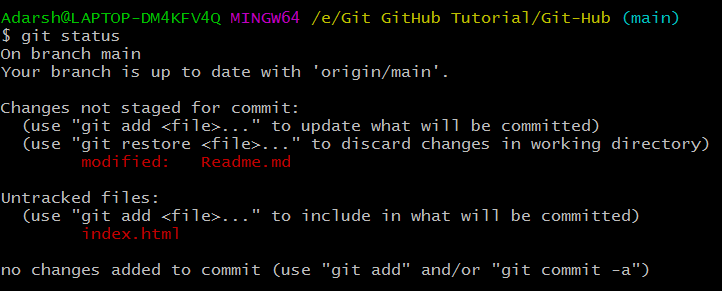 Adarsh@LAPTOP-DM4KFV4Q MINGW64 /e/Git GitHub Tutorial/Git-Hub (main)
$ git status
On branch main
Your branch is up to date with 'origin/main'.
Changes not staged for commit:
(use "git add <file>..." to update what will be committed)
(use "git restore <file>..." to discard changes in working directory)
modified:   Readme.md
Untracked files:
(use "git add <file>..." to include in what will be committed)
index.html
no changes added to commit (use "git add" and/or "git commit -a")